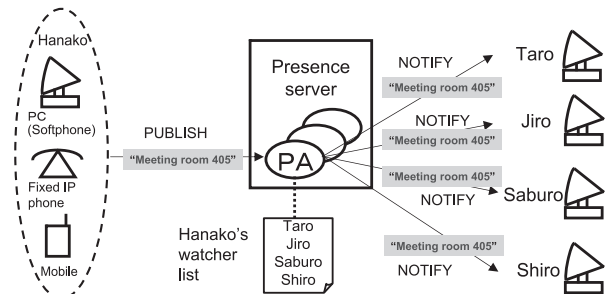 Hanako
PC
(Softphone)
Fixed IP
phone
Mobile
PUBLISH
"Meeting room 405"
Presence
server
PA
Hanako's
watcher
list
Taro
Jiro
Saburo
Shiro
NOTIFY
"Meeting room 405"
Taro
NOTIFY
"Meeting room 405"
Jiro
"Meeting room 405"
NOTIFY
Saburo
"Meeting room 405"
NOTIFY
Shiro